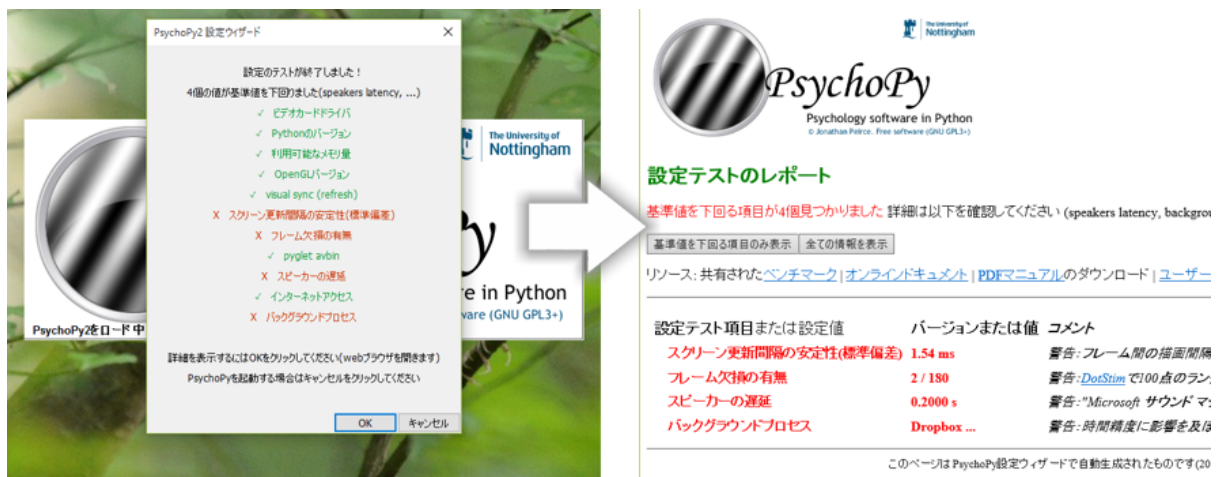 PsychoPy2 設定ウィザード
設定のテストが終了しました！
4個の値が基準値を下回りました(speakers latency, ...)
✓ ビデオカードドライバ
✓ Pythonのバージョン
✓ 利用可能なメモリ量
✓ OpenGLバージョン
✓ visual sync (refresh)
X スクリーン更新間隔の安定性(標準偏差)
X フレーム欠損の有無
✓ pyglet avbin
X スピーカーの遅延
✓ インターネットアクセス
X バックグラウンドプロセス
詳細を表示するにはOKをクリックしてください(webブラウザを開きます)
PsychoPyを起動する場合はキャンセルをクリックしてください
OK キャンセル
The University of
Nottingham
y
e in Python
ware (GNU GPL3+)
PsychoPy2をロード中
The University of
Nottingham
PsychoPy
Psychology software in Python
© Jonathan Peirce. Free software (GNU GPL3+)
設定テストのレポート
基準値を下回る項目が4個見つかりました 詳細は以下を確認してください (speakers latency, backgrou
基準値を下回る項目のみ表示 全ての情報を表示
リソース: 共有されたベンチマーク | オンラインドキュメント | PDFマニュアルのダウンロード | ユーザー
設定テスト項目または設定値 バージョンまたは値 コメント
スクリーン更新間隔の安定性(標準偏差) 1.54 ms 警告:フレーム間の描画間隔
フレーム欠損の有無 2 / 180 警告:DotStimで100点のラン
スピーカーの遅延 0.2000 s 警告:"Microsoft サウンド マ
バックグラウンドプロセス Dropbox ... 警告:時間精度に影響を及ぼ
このページはPsychoPy設定ウィザードで自動生成されたものです(20